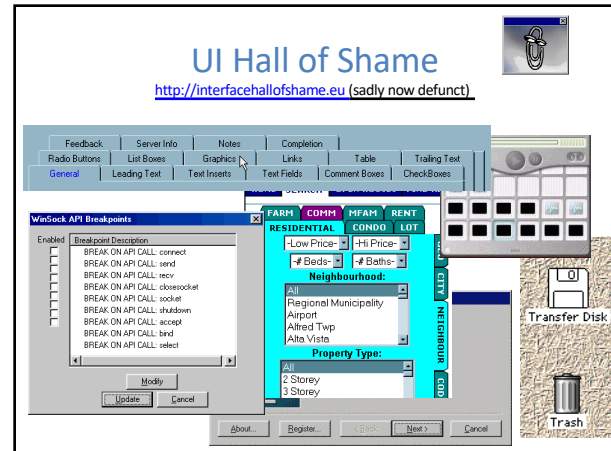 UI Hall of Shame
http://interfacehallofshame.eu (sadly now defunct)
Feedback Server Info Notes Completion
Radio Buttons List Boxes Graphics Links Table Trailing Text
General Leading Text Text Inserts Text Fields Comment Boxes CheckBoxes
WinSock API Breakpoints
Enabled Breakpoint Description
BREAK ON API CALL: connect
BREAK ON API CALL: send
BREAK ON API CALL: recv
BREAK ON API CALL: closesocket
BREAK ON API CALL: socket
BREAK ON API CALL: shutdown
BREAK ON API CALL: accept
BREAK ON API CALL: bind
BREAK ON API CALL: select
Modify
Update Cancel
FARM COMM MFAM RENT
RESIDENTIAL CONDO LOT
-Low Price- -Hi Price-
-# Beds- -# Baths-
Neighbourhood:
All
Regional Municipality
Airport
Alfred Twp
Alta Vista
Property Type:
All
2 Storey
3 Storey
CITY
NEIGHBOUR
COD
About... Register... < Back Next > Cancel
Transfer Disk
Trash